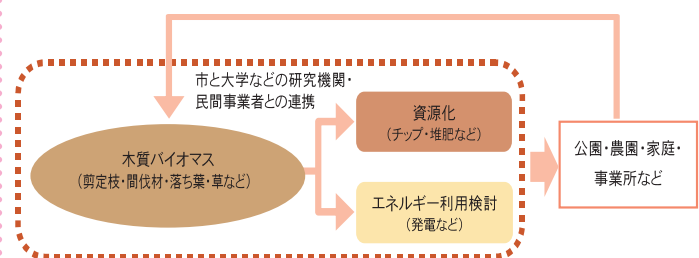 市と大学などの研究機関・
民間事業者との連携
木質バイオマス
(剪定枝・間伐材・落ち葉・草など)
資源化
(チップ・堆肥など)
エネルギー利用検討
(発電など)
公園・農園・家庭・
事業所など